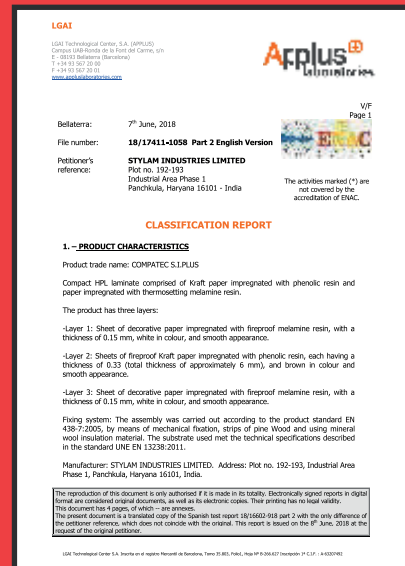 LGAI
LGAI Technological Center, S.A. (APPLUS)
Campus UAB-Ronda de la Font del Carme, s/n
E - 08193 Bellaterra (Barcelona)
T +34 93 567 20 00
F +34 93 567 20 01
www.appluslaboratories.com
Applus
laboratories
V/F
Page 1
Bellaterra: 7th June, 2018
File number: 18/17411-1058 Part 2 English Version
ENAC
Petitioner's STYLAM INDUSTRIES LIMITED
reference: Plot no. 192-193
Industrial Area Phase 1
Panchkula, Haryana 16101 - India
The activities marked (*) are
not covered by the
accreditation of ENAC.
CLASSIFICATION REPORT
1. – PRODUCT CHARACTERISTICS
Product trade name: COMPATEC S.I.PLUS
Compact HPL laminate comprised of Kraft paper impregnated with phenolic resin and
paper impregnated with thermosetting melamine resin.
The product has three layers:
-Layer 1: Sheet of decorative paper impregnated with fireproof melamine resin, with a
thickness of 0.15 mm, white in colour, and smooth appearance.
-Layer 2: Sheets of fireproof Kraft paper impregnated with phenolic resin, each having a
thickness of 0.33 (total thickness of approximately 6 mm), and brown in colour and
smooth appearance.
-Layer 3: Sheet of decorative paper impregnated with fireproof melamine resin, with a
thickness of 0.15 mm, white in colour, and smooth appearance.
Fixing system: The assembly was carried out according to the product standard EN
438-7:2005, by means of mechanical fixation, strips of pine Wood and using mineral
wool insulation material. The substrate used met the technical specifications described
in the standard UNE EN 13238:2011.
Manufacturer: STYLAM INDUSTRIES LIMITED. Address: Plot no. 192-193, Industrial Area
Phase 1, Panchkula, Haryana 16101, India.
The reproduction of this document is only authorised if it is made in its totality. Electronically signed reports in digital
format are considered original documents, as well as its electronic copies. Their printing has no legal validity.
This document has 4 pages, of which -- are annexes.
The present document is a translated copy of the Spanish test report 18/16602-918 part 2 with the only difference of
the petitioner reference, which does not coincide with the original. This report is issued on the 8th June, 2018 at the
request of the original petitioner.
LGAI Technological Center S.A. Inscrita en el registro Mercantil de Barcelona, Tomo 35.803, Folio1, Hoja Nº B-266.627 Inscripción 1ª C.I.F. : A-63207492